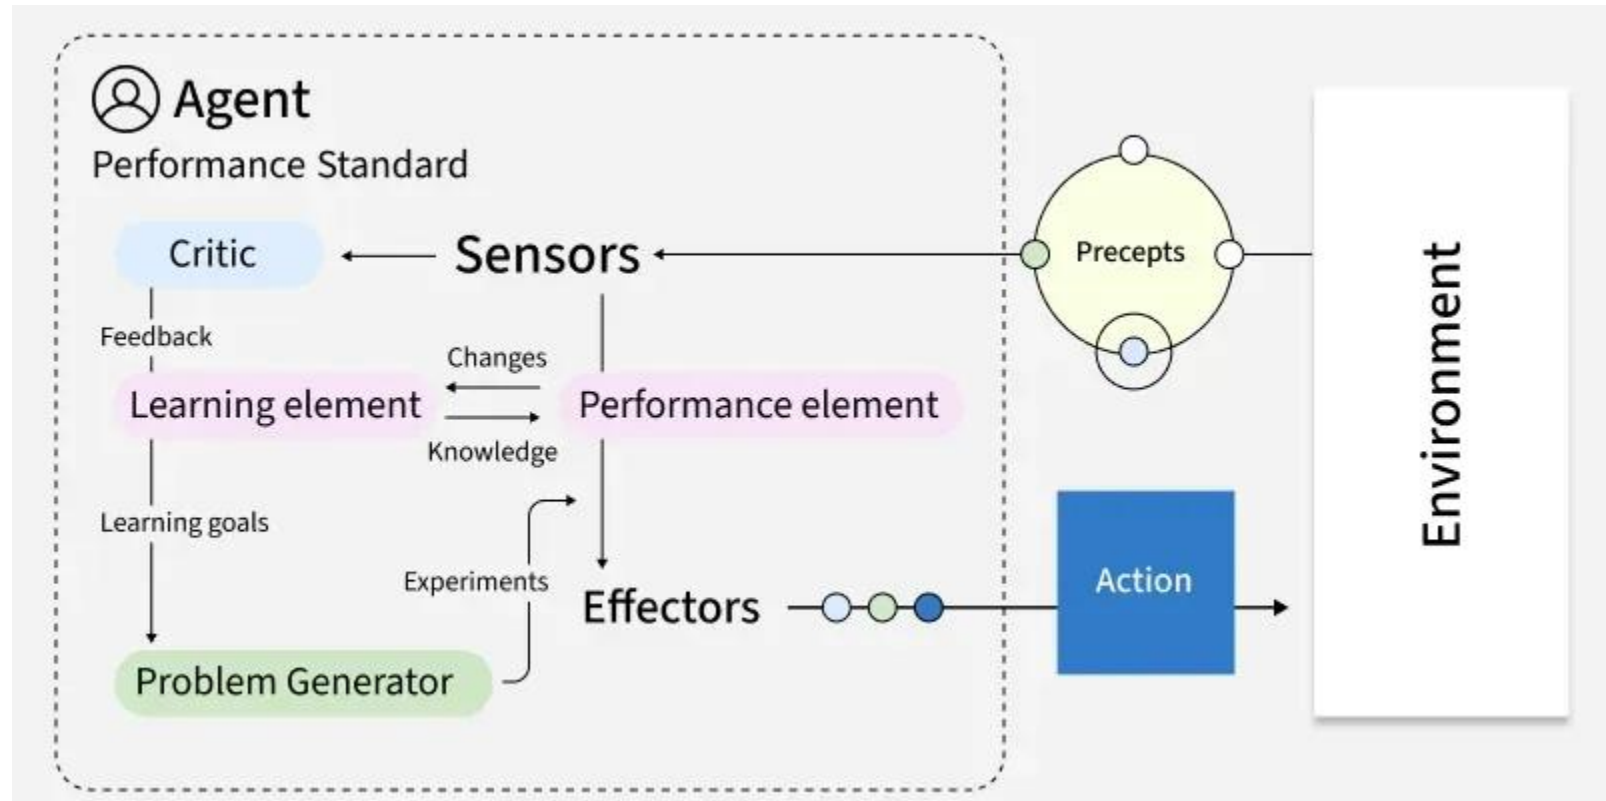 Agent
Performance Standard
Critic
Sensors
Precepts
Feedback
Changes
Learning element
Performance element
Knowledge
Learning goals
Experiments
Effectors
Action
Problem Generator
Environment